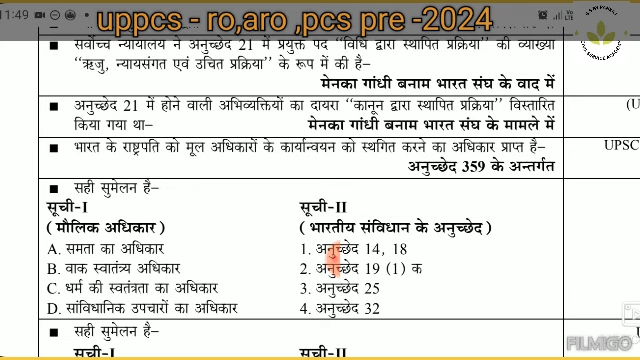 11:49
uppcs - ro,aro ,pcs pre -2024
■ सर्वोच्च न्यायालय ने अनुच्छेद 21 में प्रयुक्त पद "विधि द्वारा स्थापित प्रक्रिया" की व्याख्या
"ऋजु, न्यायसंगत एवं उचित प्रक्रिया" के रूप में की है–
मेनका गांधी बनाम भारत संघ के वाद में
■ अनुच्छेद 21 में होने वाली अभिव्यक्तियों का दायरा "कानून द्वारा स्थापित प्रक्रिया" विस्तारित (U
किया गया था– मेनका गांधी बनाम भारत संघ के मामले में
■ भारत के राष्ट्रपति को मूल अधिकारों के कार्यान्वयन को स्थगित करने का अधिकार प्राप्त है– UPSC
अनुच्छेद 359 के अन्तर्गत
■ सही सुमेलन है–
सूची-I सूची-II
( मौलिक अधिकार) ( भारतीय संविधान के अनुच्छेद)
A. समता का अधिकार 1. अनुच्छेद 14, 18
B. वाक स्वातंत्र्य अधिकार 2. अनुच्छेद 19 (1) क
C. धर्म की स्वतंत्रता का अधिकार 3. अनुच्छेद 25
D. सांविधानिक उपचारों का अधिकार 4. अनुच्छेद 32
■ सही सुमेलन है–
सूची-I सूची-II
FILMIGO